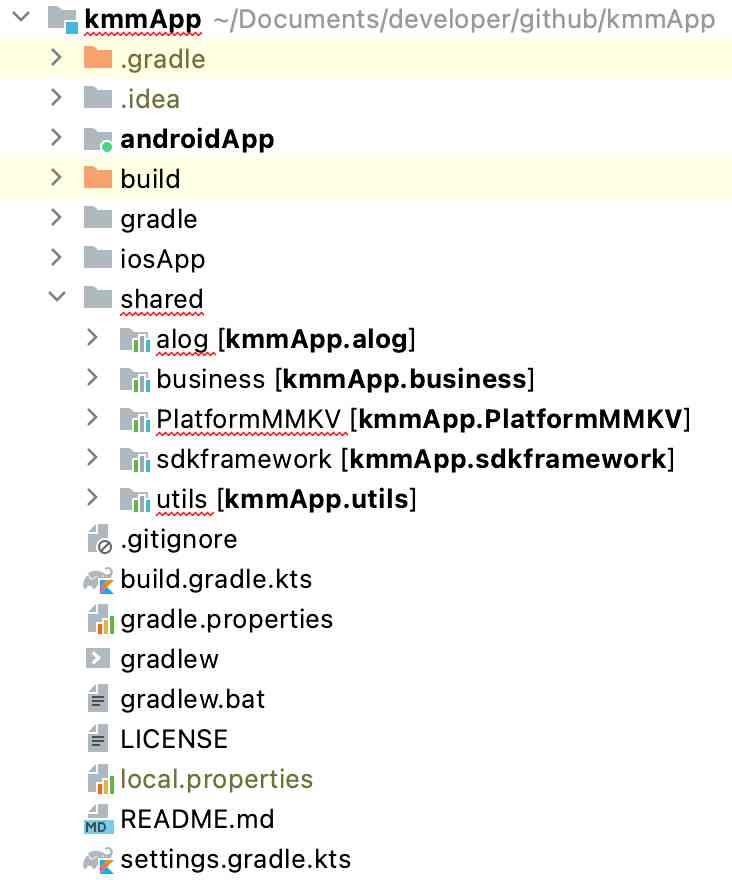 kmmApp ~/Documents/developer/github/kmmApp
.gradle
.idea
androidApp
build
gradle
iosApp
shared
alog [kmmApp.alog]
business [kmmApp.business]
PlatformMMKV [kmmApp.PlatformMMKV]
sdkframework [kmmApp.sdkframework]
utils [kmmApp.utils]
.gitignore
build.gradle.kts
gradle.properties
gradlew
gradlew.bat
LICENSE
local.properties
MD README.md
settings.gradle.kts